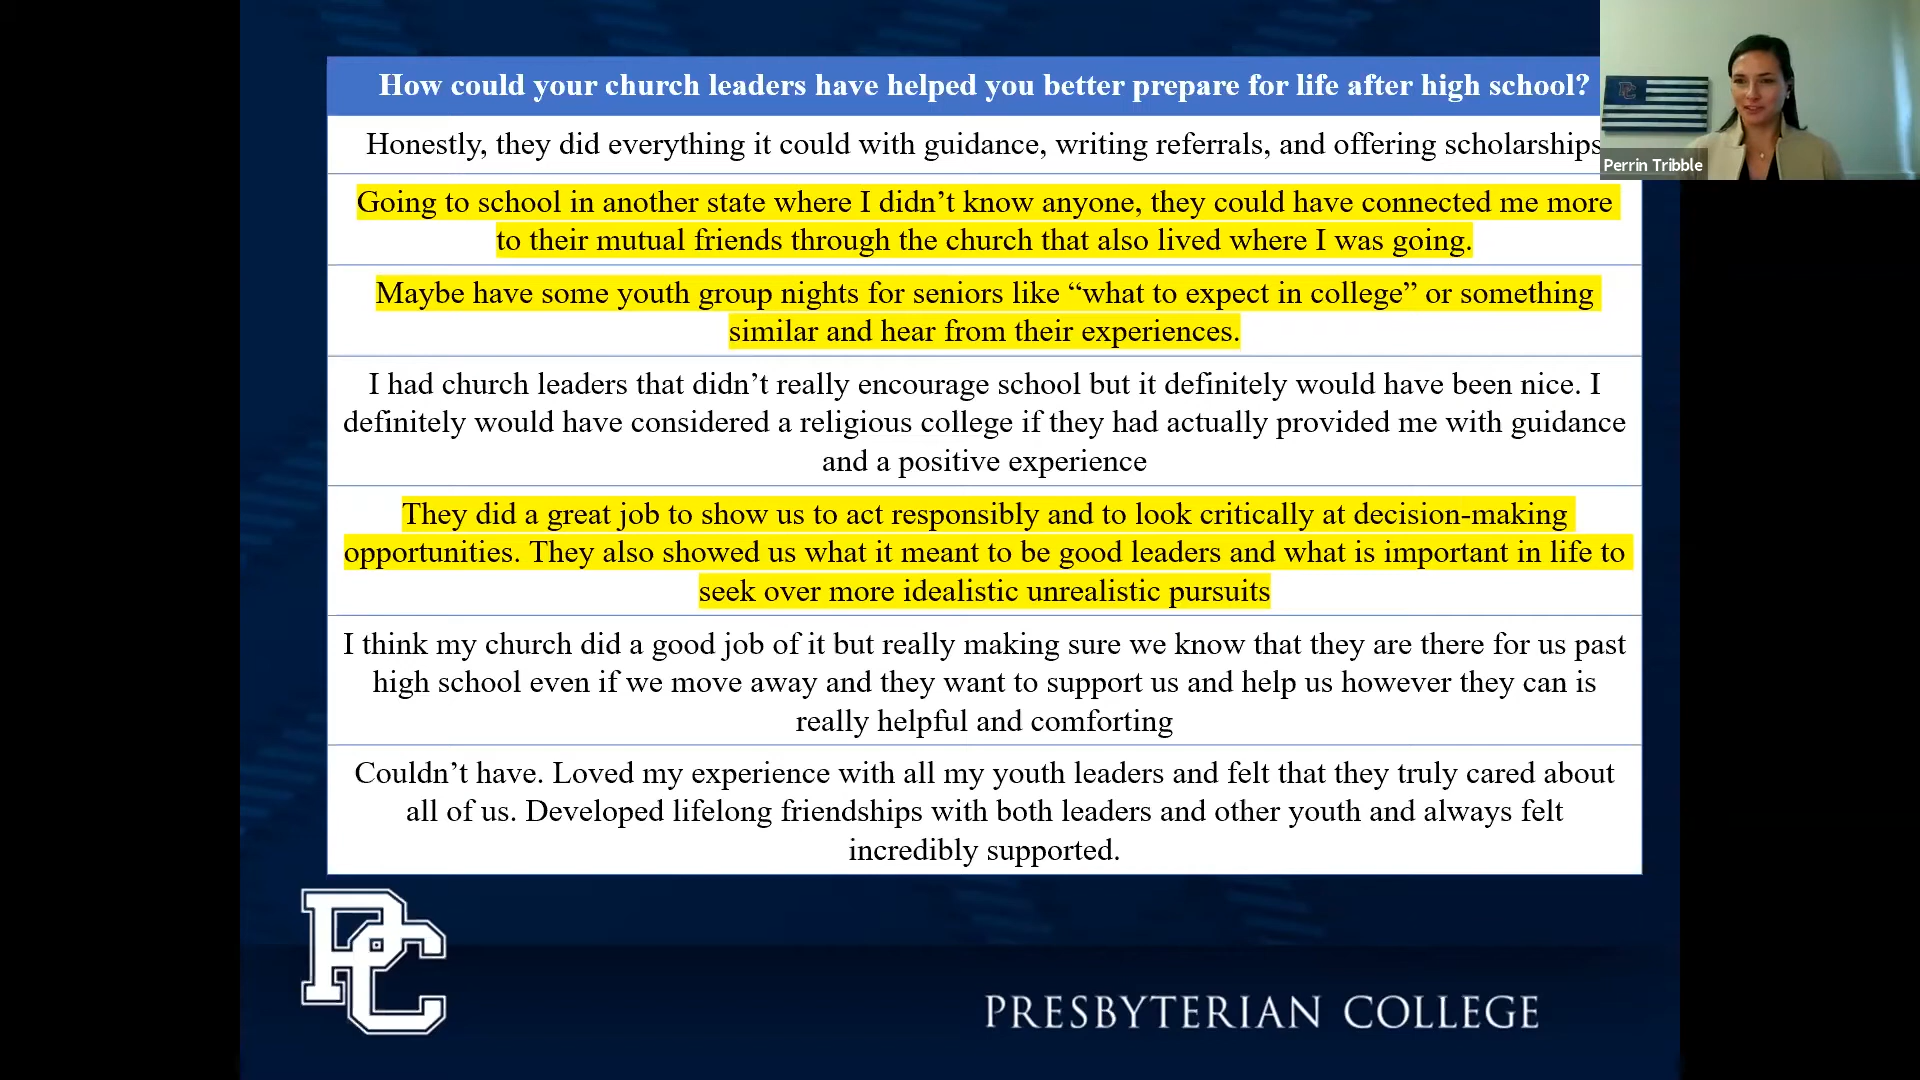 How could your church leaders have helped you better prepare for life after high school?
Honestly, they did everything it could with guidance, writing referrals, and offering scholarships
Perrin Tribble
Going to school in another state where I didn’t know anyone, they could have connected me more
to their mutual friends through the church that also lived where I was going.
Maybe have some youth group nights for seniors like “what to expect in college” or something
similar and hear from their experiences.
I had church leaders that didn’t really encourage school but it definitely would have been nice. I
definitely would have considered a religious college if they had actually provided me with guidance
and a positive experience
They did a great job to show us to act responsibly and to look critically at decision-making
opportunities. They also showed us what it meant to be good leaders and what is important in life to
seek over more idealistic unrealistic pursuits
I think my church did a good job of it but really making sure we know that they are there for us past
high school even if we move away and they want to support us and help us however they can is
really helpful and comforting
Couldn’t have. Loved my experience with all my youth leaders and felt that they truly cared about
all of us. Developed lifelong friendships with both leaders and other youth and always felt
incredibly supported.
PC
PRESBYTERIAN COLLEGE